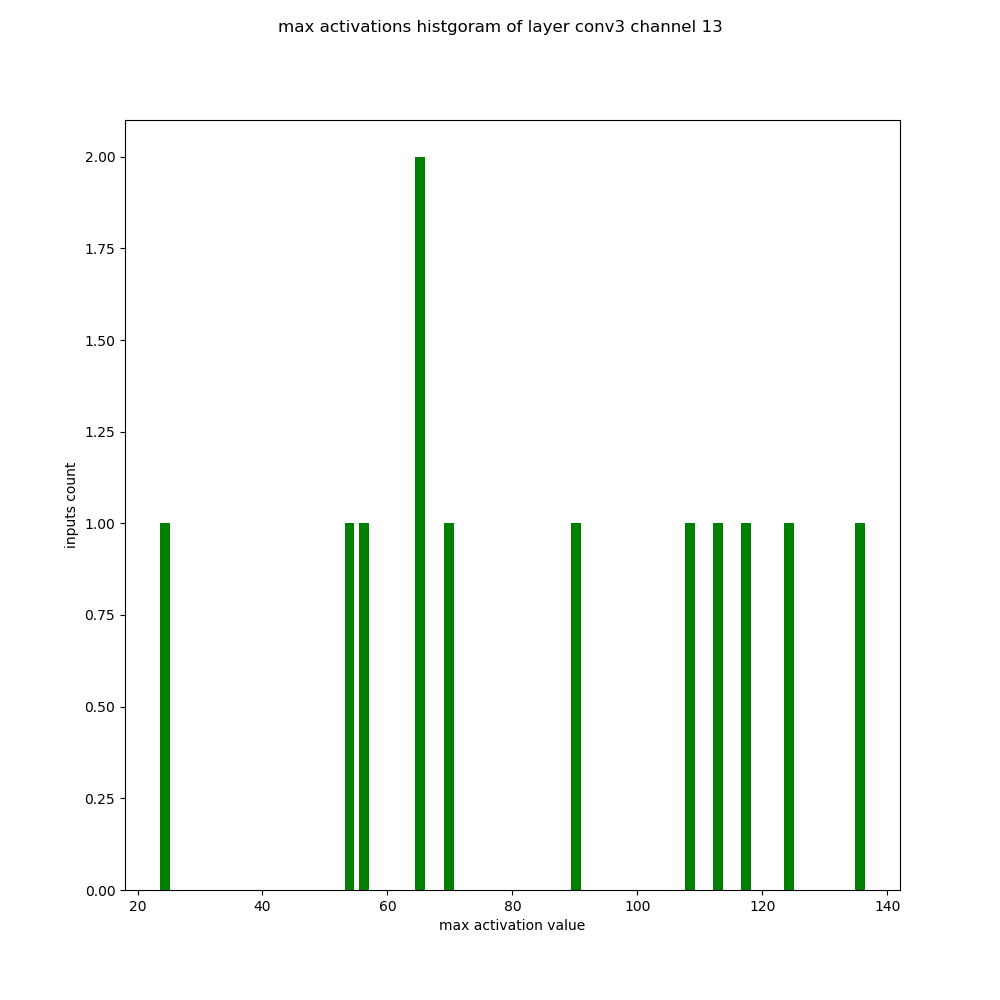 max activations histgoram of layer conv3 channel 13
2.00
1.75
1.50
1.25
1.00
0.75
0.50
0.25
0.00
inputs count
20 40 60 80 100 120 140
max activation value